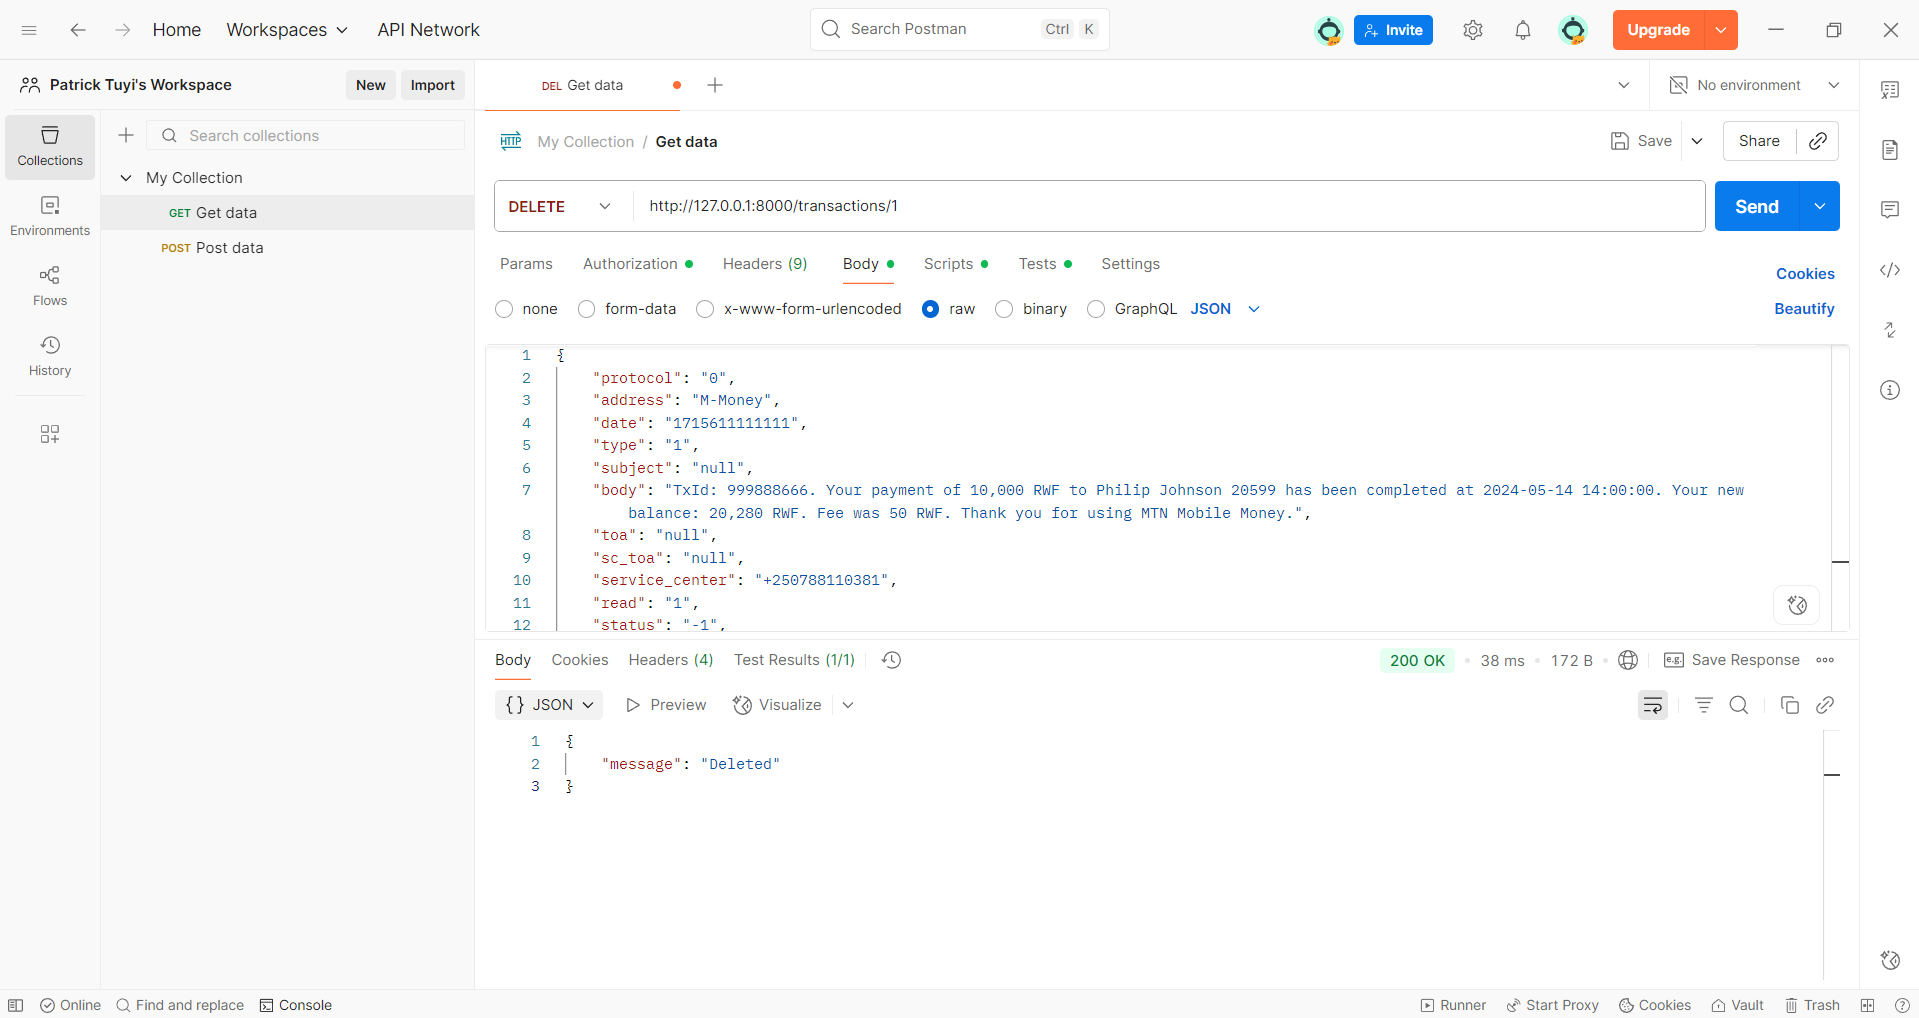 Home Workspaces API Network Search Postman Ctrl K Invite Upgrade
Patrick Tuyi's Workspace New Import DEL Get data No environment
Collections Search collections
HTTP My Collection / Get data Save Share
My Collection
GET Get data
POST Post data
Environments
Flows
History
DELETE http://127.0.0.1:8000/transactions/1 Send
Params Authorization Headers (9) Body Scripts Tests Settings Cookies
none form-data x-www-form-urlencoded raw binary GraphQL JSON Beautify
1 {
2 "protocol": "0",
3 "address": "M-Money",
4 "date": "1715611111111",
5 "type": "1",
6 "subject": "null",
7 "body": "TxId: 999888666. Your payment of 10,000 RWF to Philip Johnson 20599 has been completed at 2024-05-14 14:00:00. Your new
balance: 20,280 RWF. Fee was 50 RWF. Thank you for using MTN Mobile Money.",
8 "toa": "null",
9 "sc_toa": "null",
10 "service_center": "+250788110381",
11 "read": "1",
12 "status": "-1",
Body Cookies Headers (4) Test Results (1/1) 200 OK 38 ms 172 B e.g. Save Response
{} JSON Preview Visualize
1 {
2 "message": "Deleted"
3 }
Online Find and replace Console Runner Start Proxy Cookies Vault Trash